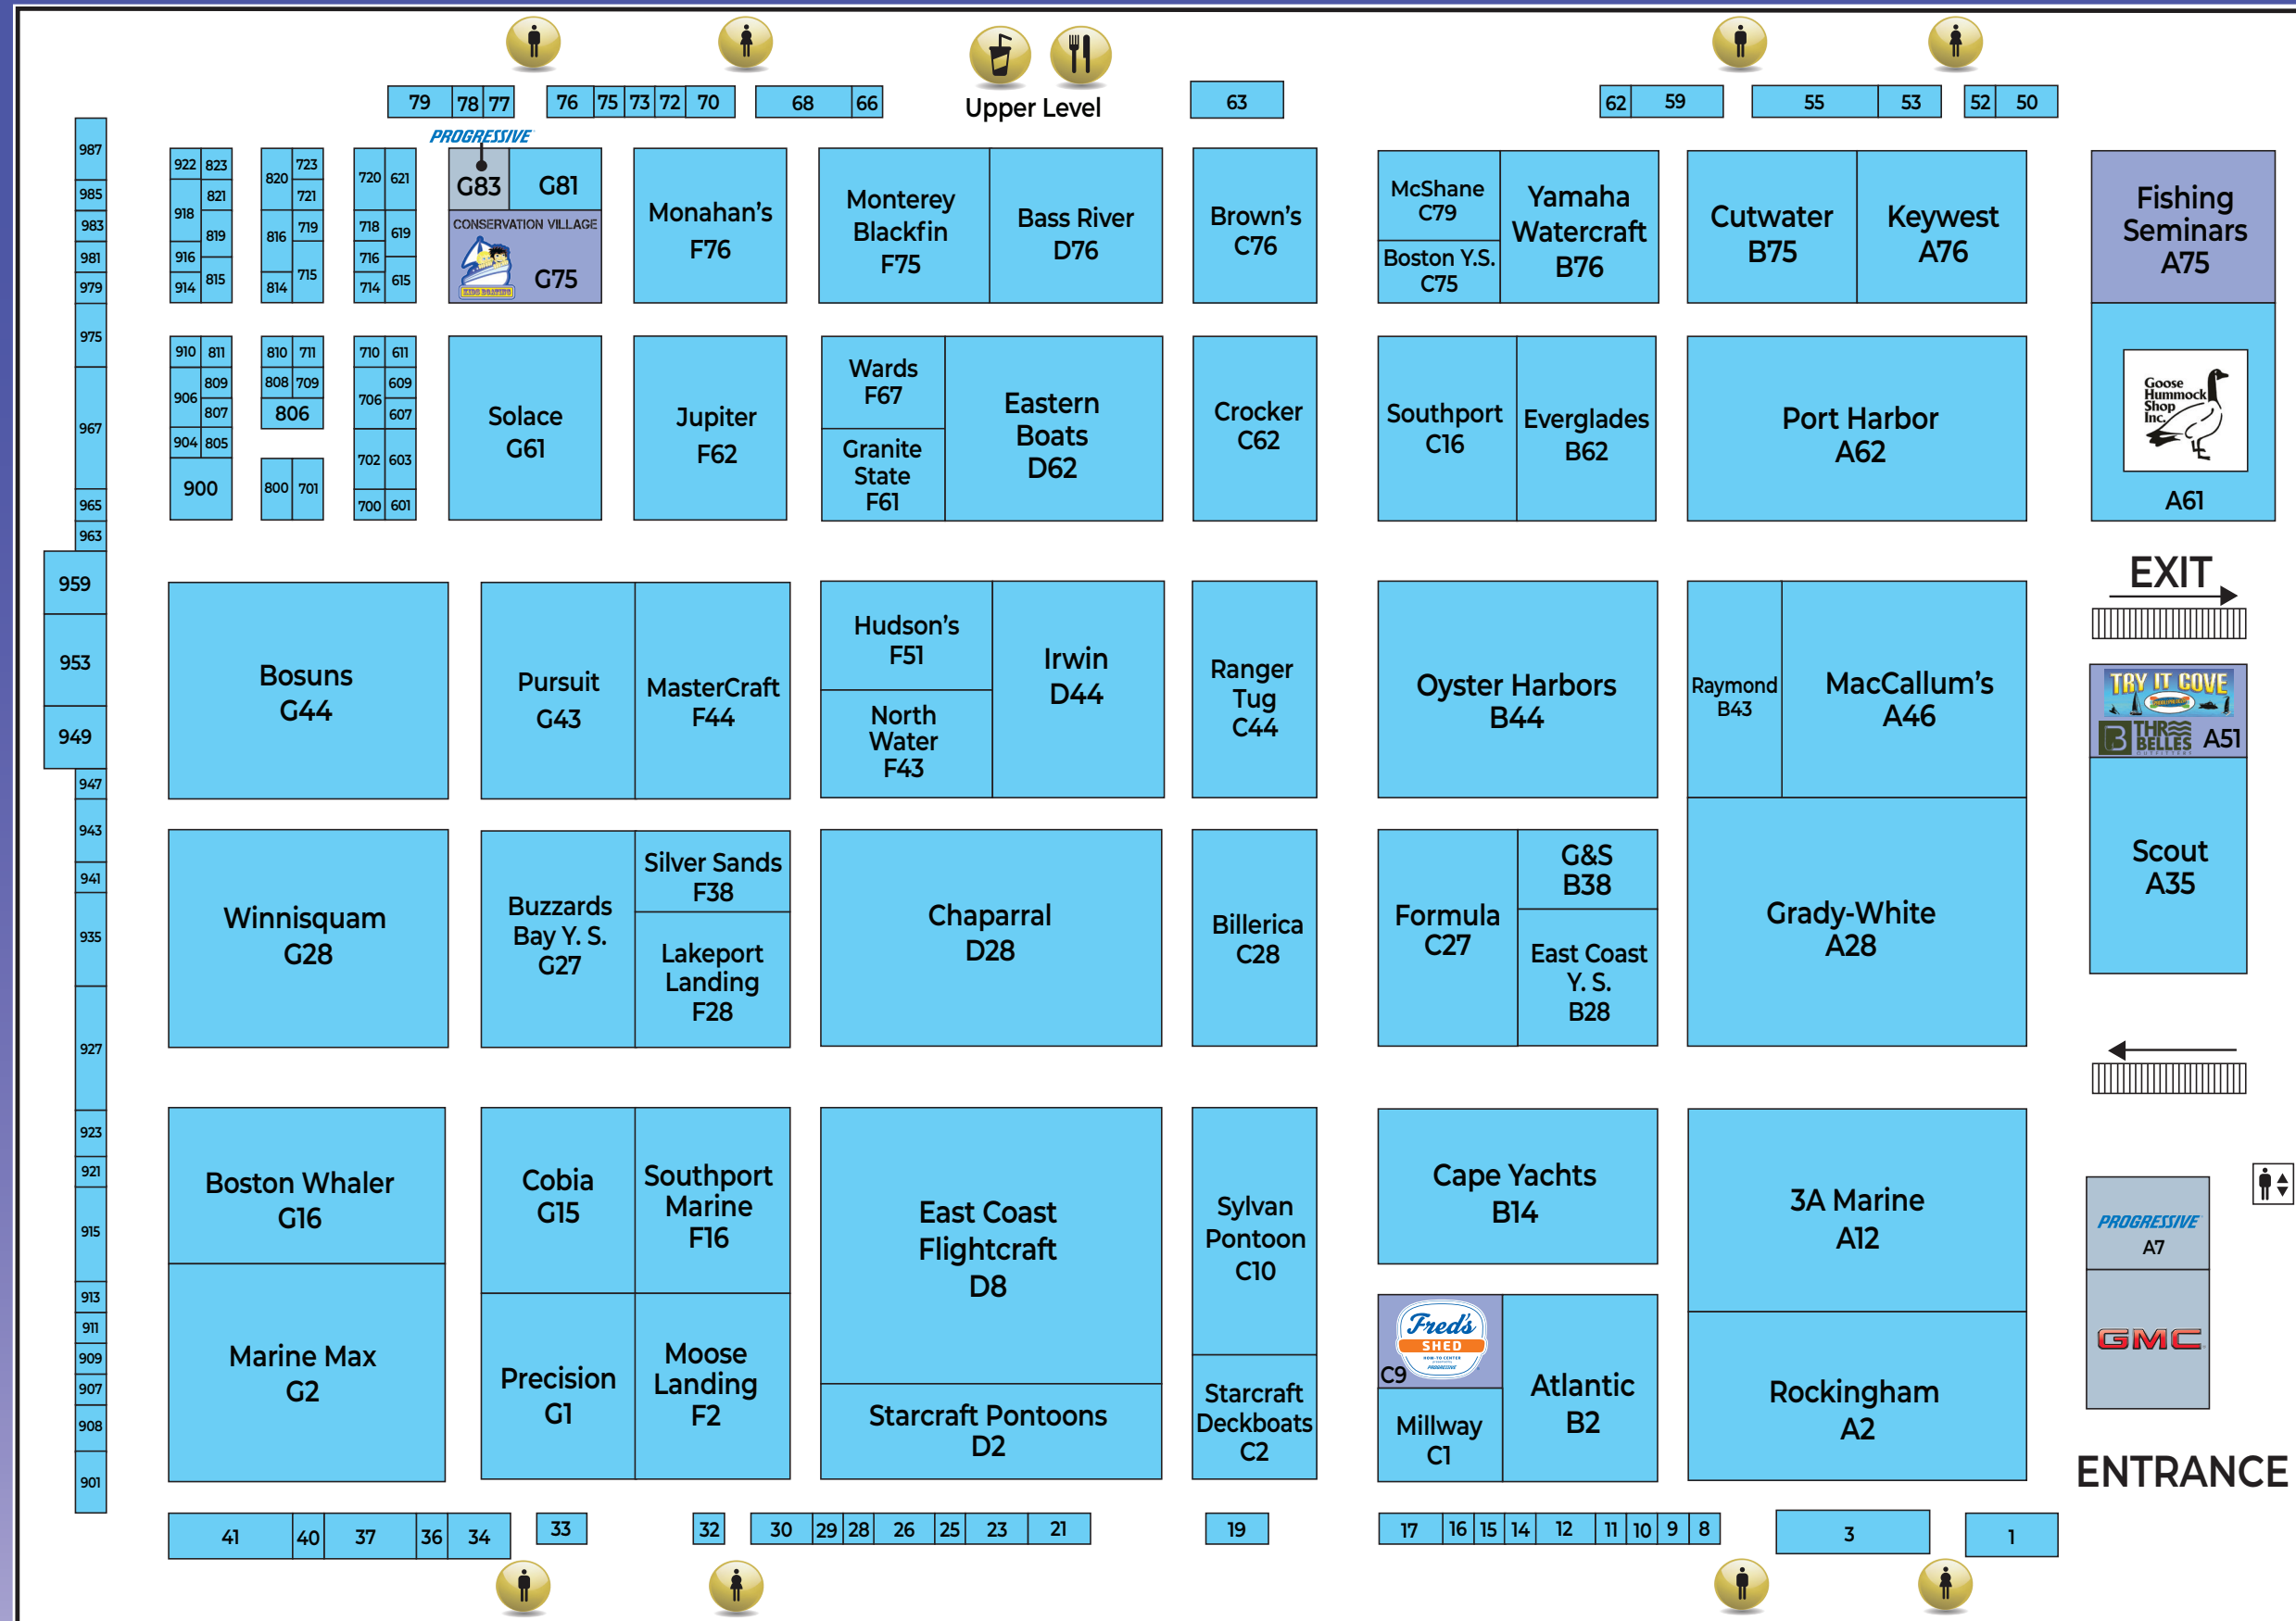 Upper Level
79 78 77 76 75 73 72 70 68 66 63 62 59 55 53 52 50
PROGRESSIVE
987
985
983
981
979
975
967
965
963
959
953
949
947
943
941
935
927
923
921
915
913
911
909
907
908
901
922 823
918 821
819
916 815
914
820 723
721
816 719
715
814
720 621
718 619
716
714 615
G83
G81
CONSERVATION VILLAGE
KIDS BOATING
G75
Monahan's
F76
Monterey
Blackfin
F75
Bass River
D76
Brown's
C76
McShane
C79
Boston Y.S.
C75
Yamaha
Watercraft
B76
Cutwater
B75
Keywest
A76
Fishing
Seminars
A75
910 811
906 809
807
904 805
900
810 711
808 709
806
800 701
710 611
706 609
607
702 603
700 601
Solace
G61
Jupiter
F62
Wards
F67
Granite
State
F61
Eastern
Boats
D62
Crocker
C62
Southport
C16
Everglades
B62
Port Harbor
A62
Goose
Hummock
Shop
Inc.
A61
EXIT
Bosuns
G44
Pursuit
G43
MasterCraft
F44
Hudson's
F51
North
Water
F43
Irwin
D44
Ranger
Tug
C44
Oyster Harbors
B44
Raymond
B43
MacCallum's
A46
TRY IT COVE
3
THREE
BELLES
OUTFITTERS
A51
Scout
A35
Winnisquam
G28
Buzzards
Bay Y. S.
G27
Silver Sands
F38
Lakeport
Landing
F28
Chaparral
D28
Billerica
C28
Formula
C27
G&S
B38
East Coast
Y. S.
B28
Grady-White
A28
Boston Whaler
G16
Marine Max
G2
Cobia
G15
Southport
Marine
F16
Precision
G1
Moose
Landing
F2
East Coast
Flightcraft
D8
Starcraft Pontoons
D2
Sylvan
Pontoon
C10
Starcraft
Deckboats
C2
Cape Yachts
B14
Fred's
SHED
HOW-TO CENTER
PROGRESSIVE
C9
Millway
C1
Atlantic
B2
3A Marine
A12
Rockingham
A2
PROGRESSIVE
A7
GMC
ENTRANCE
41 40 37 36 34 33 32 30 29 28 26 25 23 21 19 17 16 15 14 12 11 10 9 8 3 1